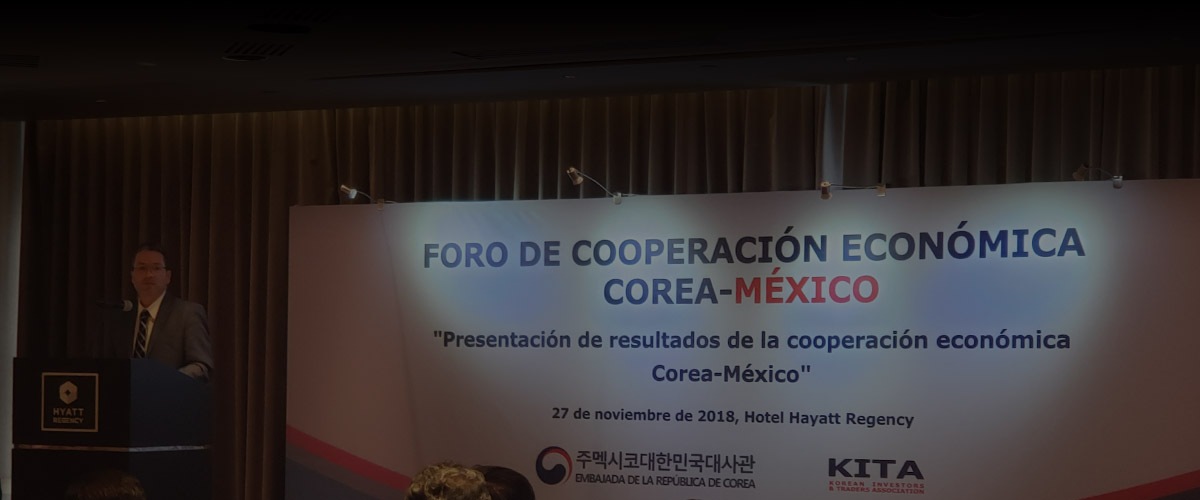 FORO DE COOPERACIÓN ECONÓMICA
COREA-MÉXICO
"Presentación de resultados de la cooperación económica
Corea-México"
27 de noviembre de 2018, Hotel Hayatt Regency
주멕시코대한민국대사관
EMBAJADA DE LA REPÚBLICA DE COREA
KITA
KOREAN INVESTORS
& TRADERS ASSOCIATION
HYATT
REGENCY